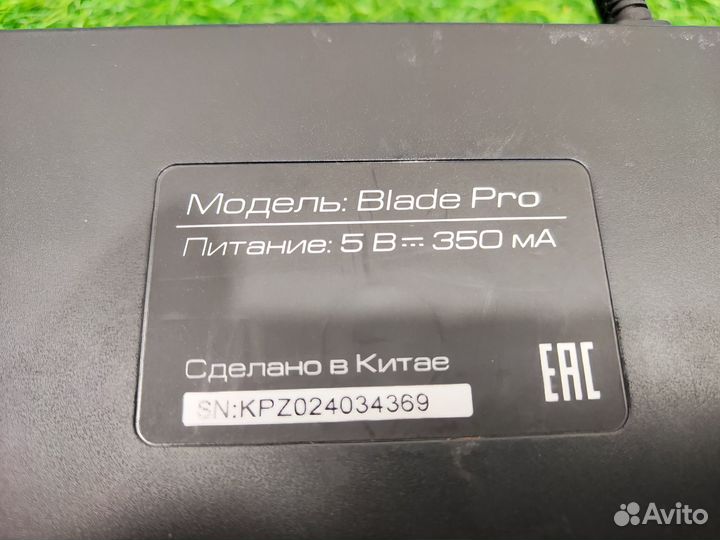 Модель: Blade Pro
Питание: 5 В⎓ 350 мА
Сделано в Китае
EAC
SN:KPZ024034369
Avito